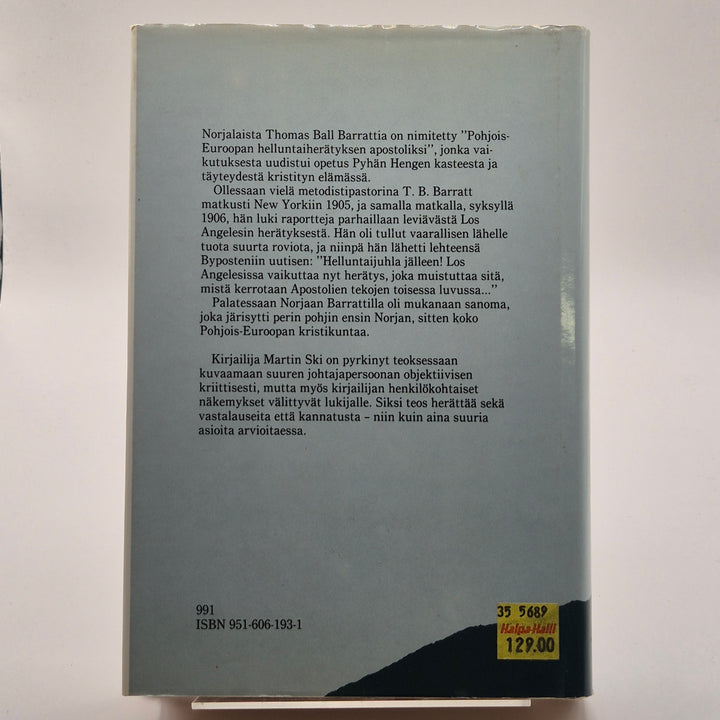 Norjalaista Thomas Ball Barrattia on nimitetty "Pohjois-
Euroopan helluntaiherätyksen apostoliksi", jonka vai-
kutuksesta uudistui opetus Pyhän Hengen kasteesta ja
täyteydestä kristityn elämässä.
Ollessaan vielä metodistipastorina T. B. Barratt
matkusti New Yorkiin 1905, ja samalla matkalla, syksyllä
1906, hän luki raportteja parhaillaan leviävästä Los
Angelesin herätyksestä. Hän oli tullut vaarallisen lähelle
tuota suurta roviota, ja niinpä hän lähetti lehteensä
Byposteniin uutisen: "Helluntaijuhla jälleen! Los
Angelesissa vaikuttaa nyt herätys, joka muistuttaa sitä,
mistä kerrotaan Apostolien tekojen toisessa luvussa..."
Palatessaan Norjaan Barrattilla oli mukanaan sanoma,
joka järisytti perin pohjin ensin Norjan, sitten koko
Pohjois-Euroopan kristikuntaa.
Kirjailija Martin Ski on pyrkinyt teoksessaan
kuvaamaan suuren johtajapersoonan objektiivisen
kriittisesti, mutta myös kirjailijan henkilökohtaiset
näkemykset välittyvät lukijalle. Siksi teos herättää sekä
vastalauseita että kannatusta – niin kuin aina suuria
asioita arvioitaessa.
991
ISBN 951-606-193-1
35 5689
Halpa-Halli
129.00